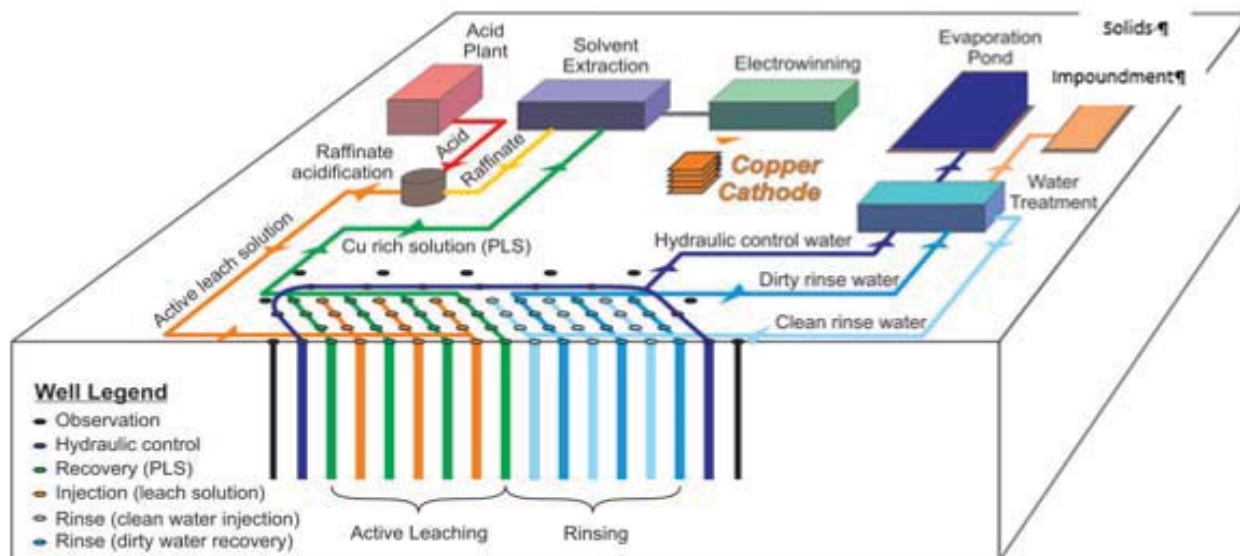 Acid
Plant
Solvent
Extraction
Electrowinning
Evaporation
Pond
Solids·¶
Impoundment¶
Raffinate
acidification
Acid
Raffinate
Copper
Cathode
Water
Treatment
Active leach solution
Cu rich solution (PLS)
Hydraulic control water
Dirty rinse water
Clean rinse water
Well Legend
Observation
Hydraulic control
Recovery (PLS)
Injection (leach solution)
Rinse (clean water injection)
Rinse (dirty water recovery)
Active Leaching
Rinsing